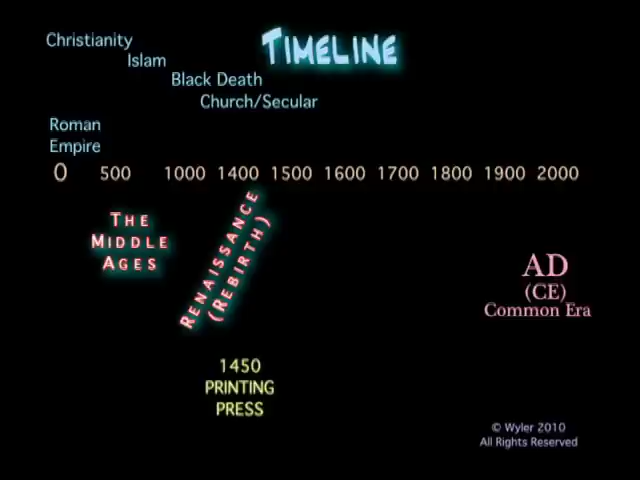 Christianity
TIMELINE
Islam
Black Death
Church/Secular
Roman
Empire
0 500 1000 1400 1500 1600 1700 1800 1900 2000
THE
MIDDLE
AGES
RENAISSANCE
(REBIRTH)
AD
(CE)
Common Era
1450
PRINTING
PRESS
© Wyler 2010
All Rights Reserved